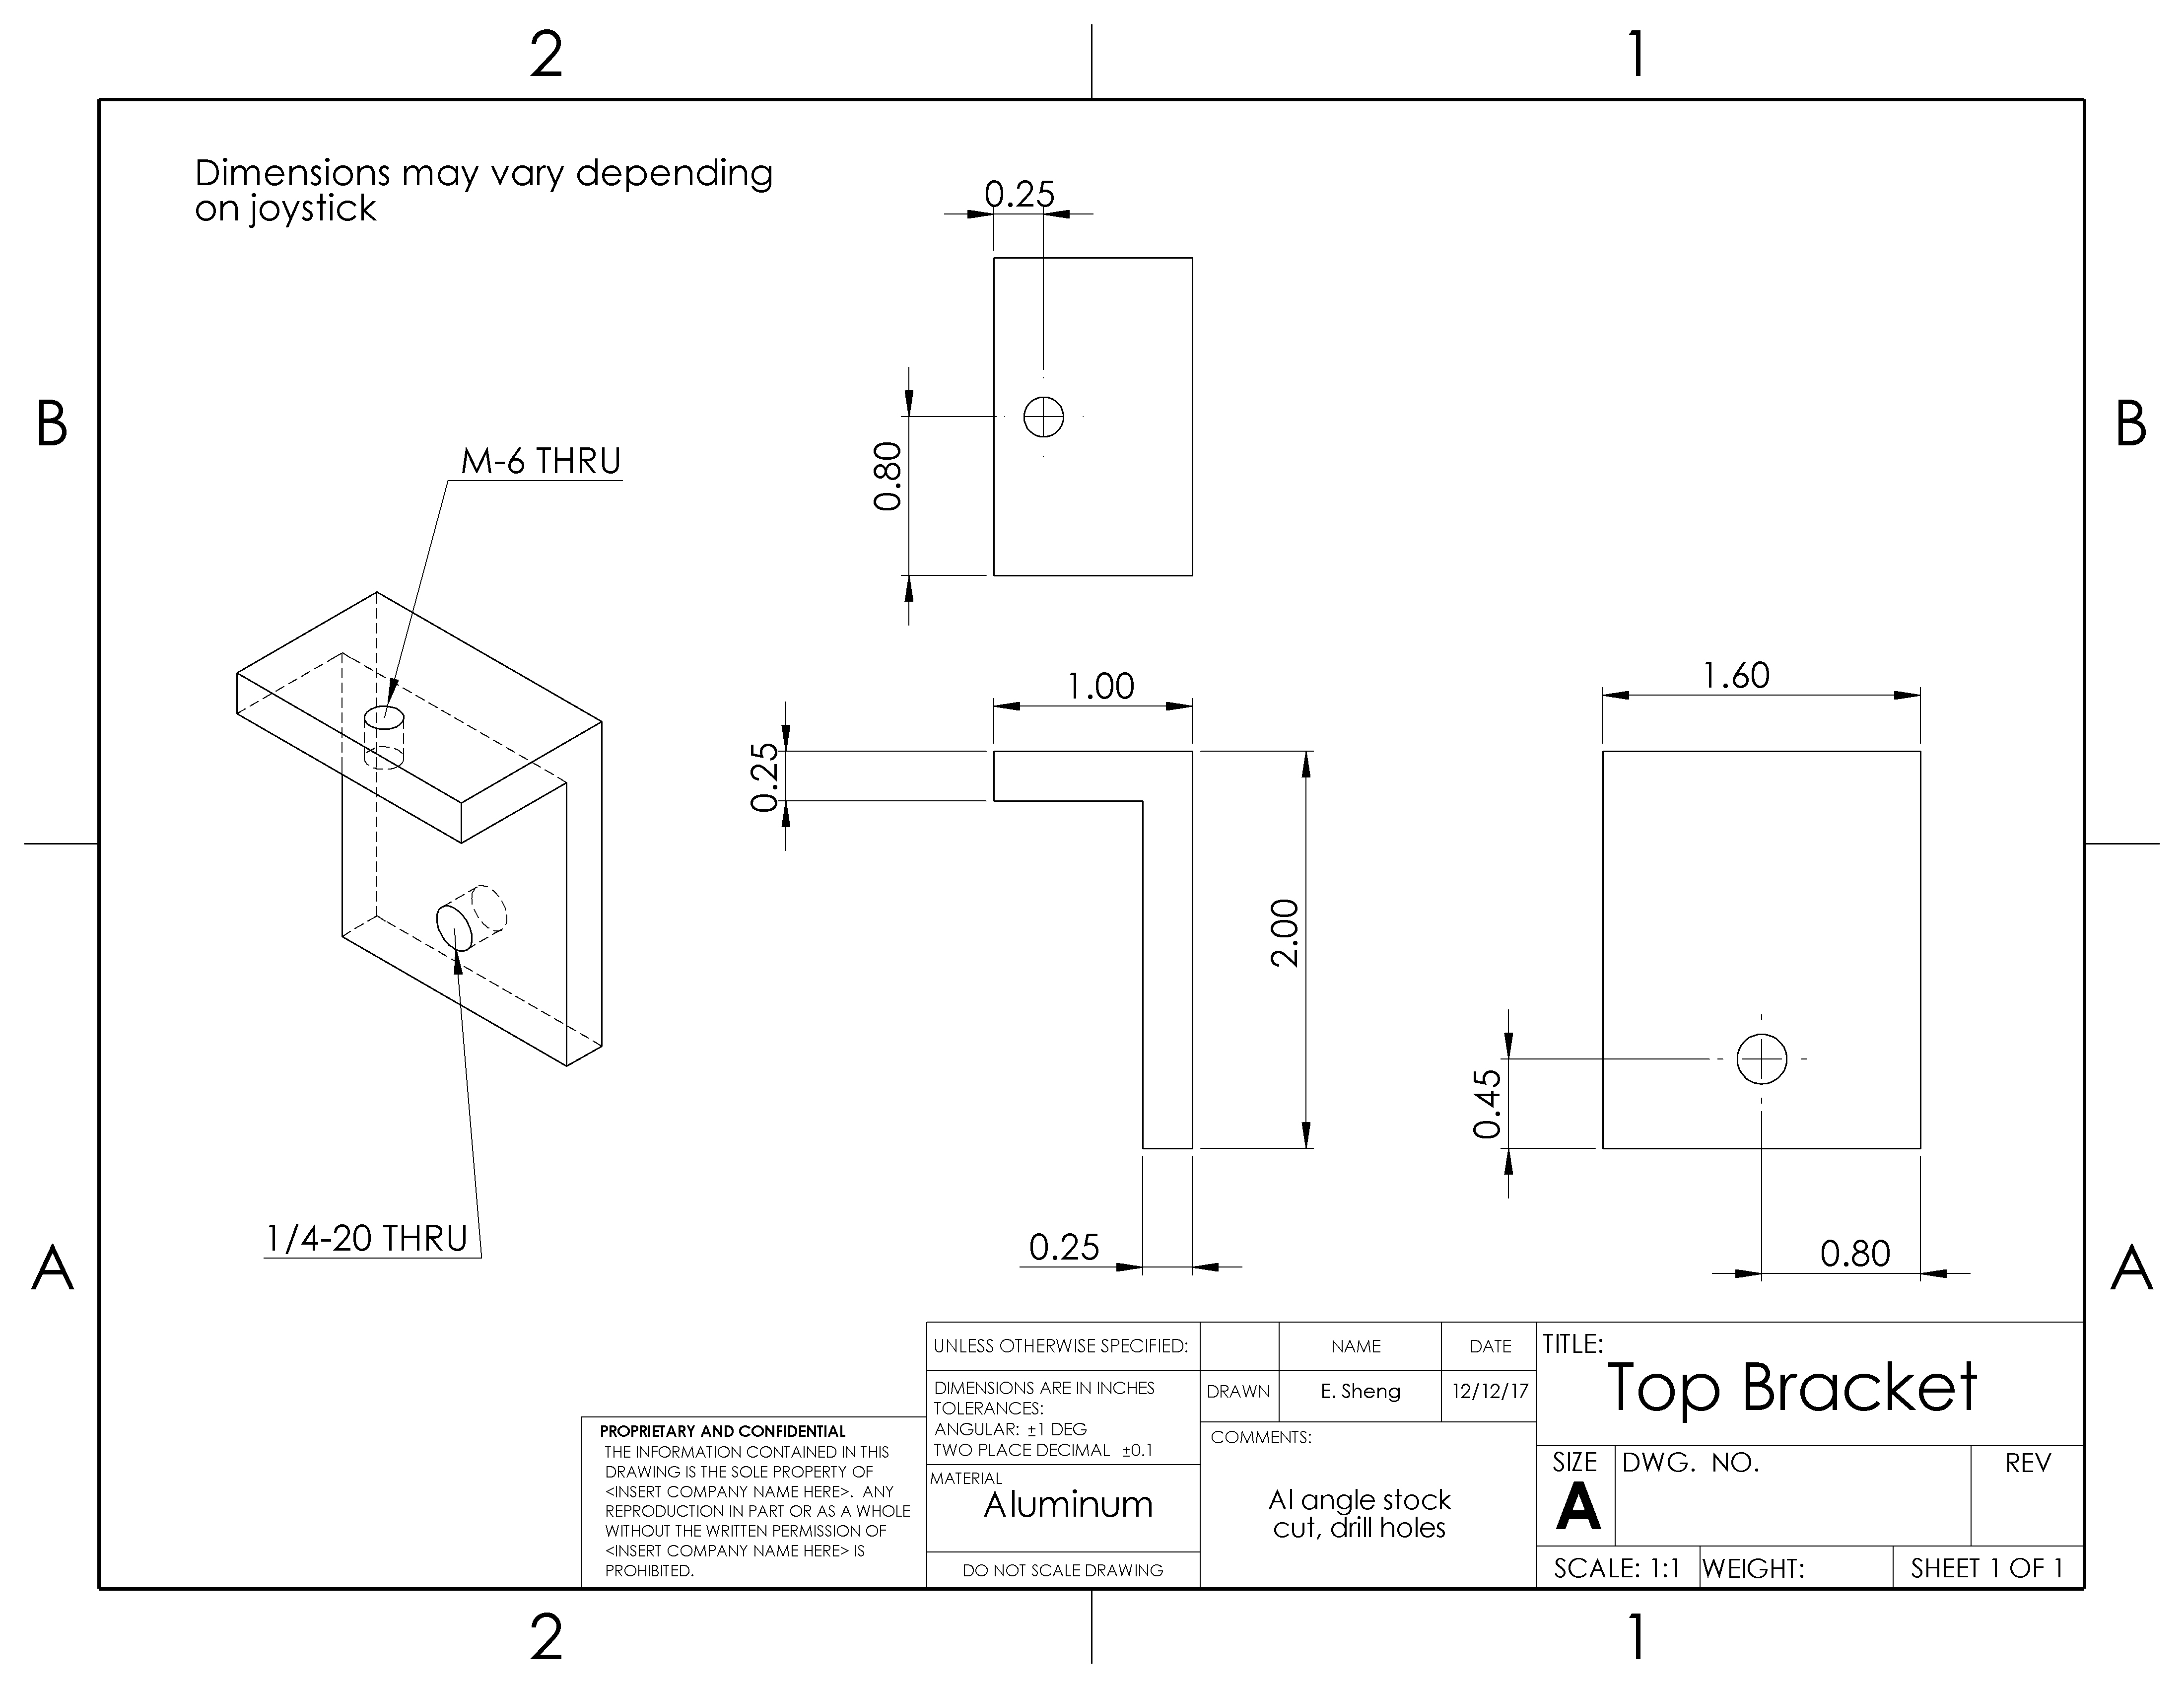 2
1
Dimensions may vary depending
on joystick
0.25
B
B
M-6 THRU
0.80
1.00
1.60
0.25
2.00
0.45
1/4-20 THRU
0.25
0.80
A
A
UNLESS OTHERWISE SPECIFIED:
NAME
DATE
TITLE:
Top Bracket
DIMENSIONS ARE IN INCHES
TOLERANCES:
ANGULAR: ±1 DEG
TWO PLACE DECIMAL ±0.1
DRAWN
E. Sheng
12/12/17
PROPRIETARY AND CONFIDENTIAL
THE INFORMATION CONTAINED IN THIS
DRAWING IS THE SOLE PROPERTY OF
<INSERT COMPANY NAME HERE>. ANY
REPRODUCTION IN PART OR AS A WHOLE
WITHOUT THE WRITTEN PERMISSION OF
<INSERT COMPANY NAME HERE> IS
PROHIBITED.
MATERIAL
Aluminum
DO NOT SCALE DRAWING
COMMENTS:
Al angle stock
cut, drill holes
SIZE
A
DWG. NO.
REV
SCALE: 1:1
WEIGHT:
SHEET 1 OF 1
2
1